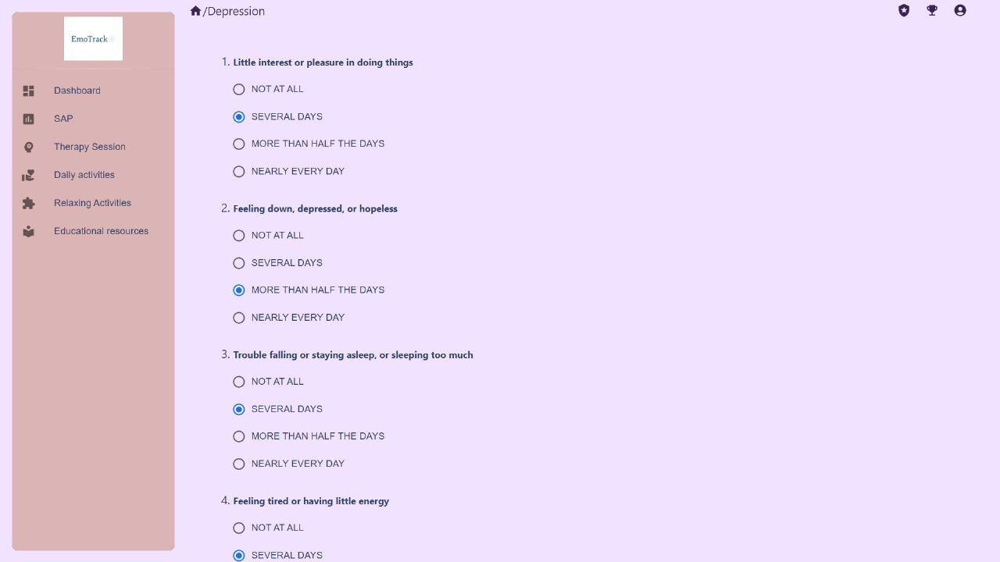 EmoTrack
/Depression
Dashboard
SAP
Therapy Session
Daily activities
Relaxing Activities
Educational resources
1. Little interest or pleasure in doing things
NOT AT ALL
SEVERAL DAYS
MORE THAN HALF THE DAYS
NEARLY EVERY DAY
2. Feeling down, depressed, or hopeless
NOT AT ALL
SEVERAL DAYS
MORE THAN HALF THE DAYS
NEARLY EVERY DAY
3. Trouble falling or staying asleep, or sleeping too much
NOT AT ALL
SEVERAL DAYS
MORE THAN HALF THE DAYS
NEARLY EVERY DAY
4. Feeling tired or having little energy
NOT AT ALL
SEVERAL DAYS